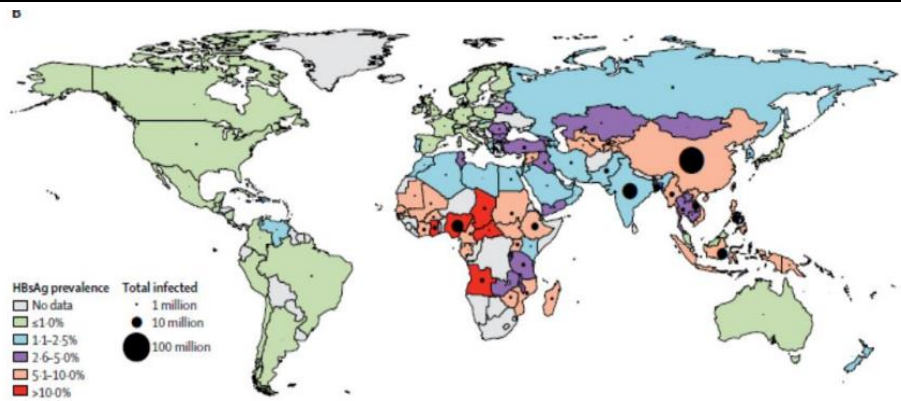 B
HBsAg prevalence Total infected
No data 1 million
≤1·0% 10 million
1·1–2·5% 100 million
2·6–5·0%
5·1–10·0%
>10·0%